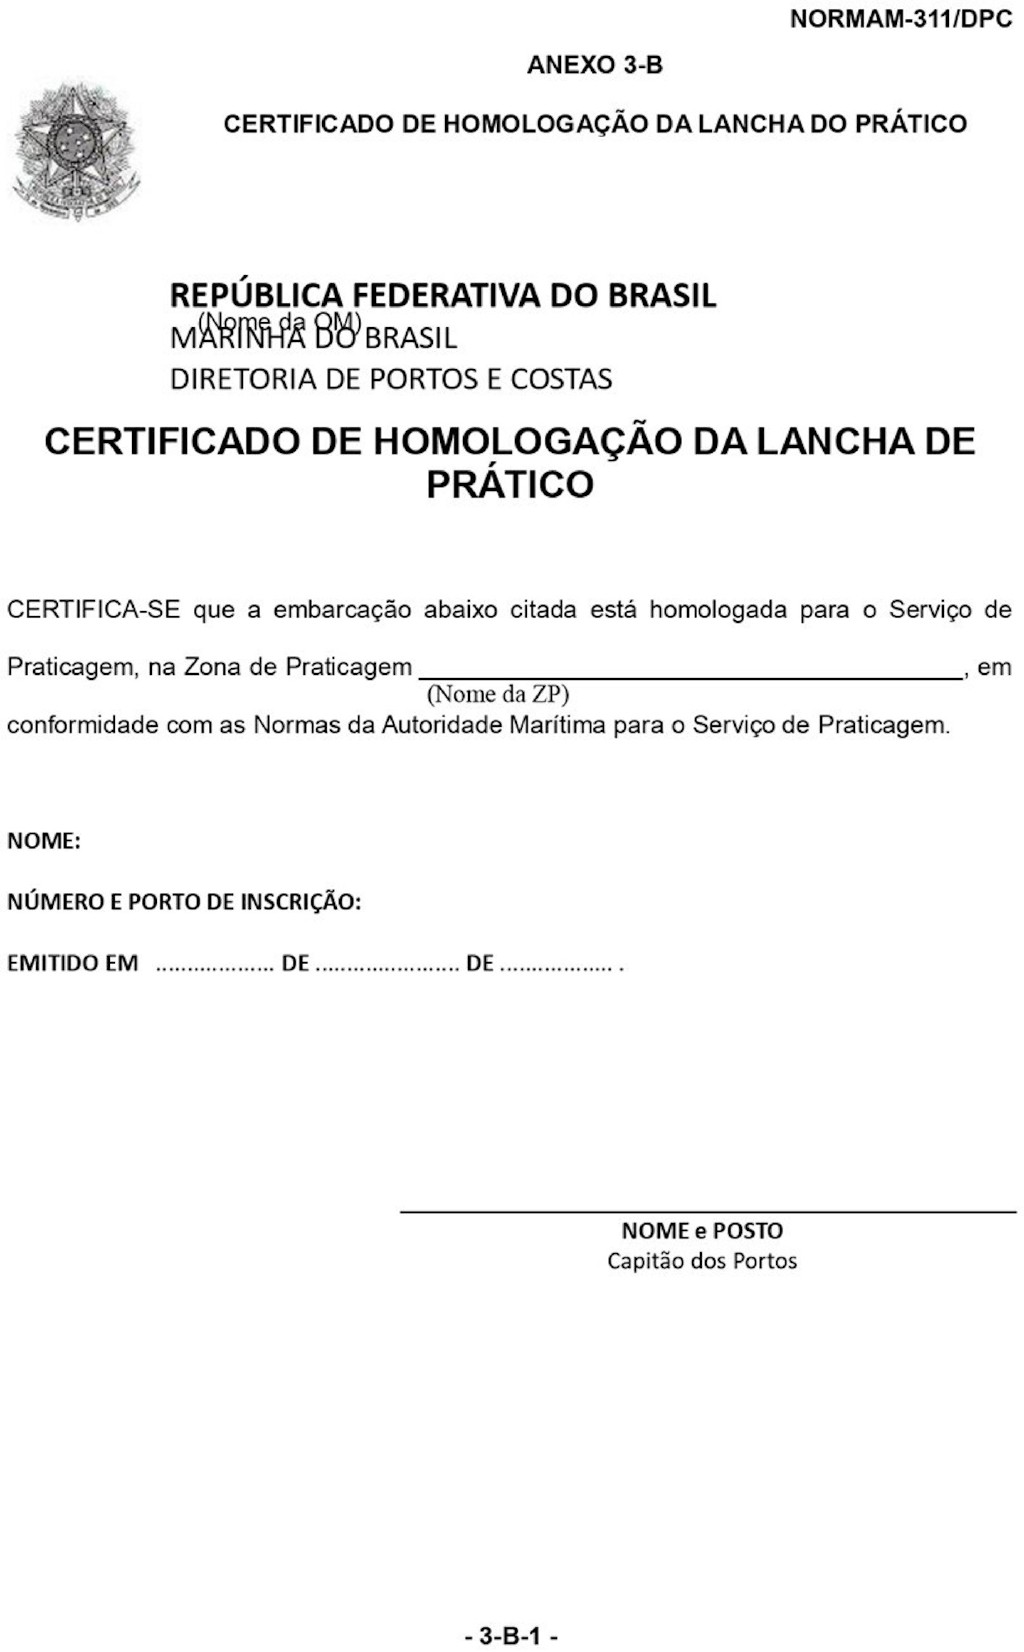 NORMAM-311/DPC
ANEXO 3-B
CERTIFICADO DE HOMOLOGAÇÃO DA LANCHA DO PRÁTICO
REPÚBLICA FEDERATIVA DO BRASIL
(Nome da OM)
MARINHA DO BRASIL
DIRETORIA DE PORTOS E COSTAS
CERTIFICADO DE HOMOLOGAÇÃO DA LANCHA DE
PRÁTICO
CERTIFICA-SE que a embarcação abaixo citada está homologada para o Serviço de
Praticagem, na Zona de Praticagem ______________________________, em
(Nome da ZP)
conformidade com as Normas da Autoridade Marítima para o Serviço de Praticagem.
NOME:
NÚMERO E PORTO DE INSCRIÇÃO:
EMITIDO EM ................... DE ....................... DE .................. .
NOME e POSTO
Capitão dos Portos
- 3-B-1 -